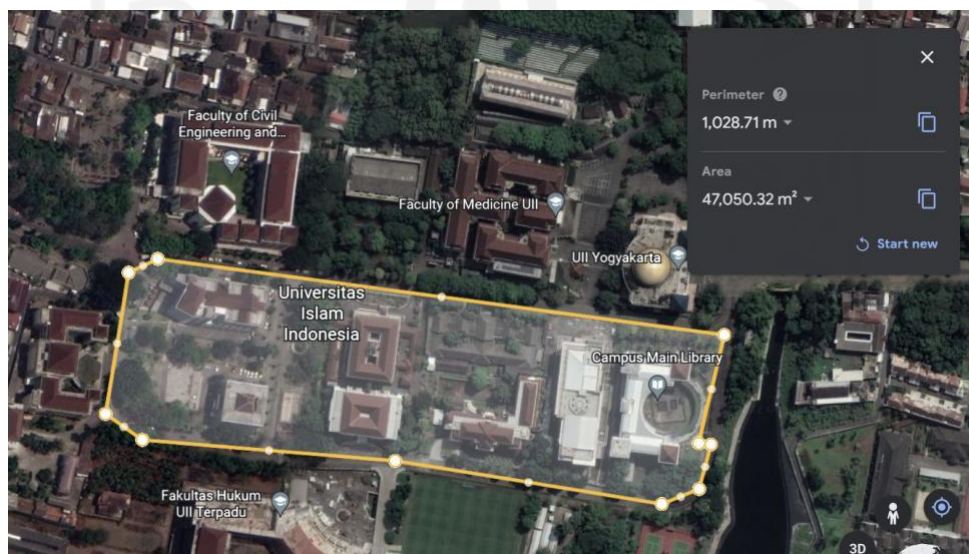 Faculty of Civil
Engineering and...
Faculty of Medicine UII
UII Yogyakarta
Universitas
Islam
Indonesia
Campus Main Library
Fakultas Hukum
UII Terpadu
Perimeter
1,028.71 m
Area
47,050.32 m²
Start new
3D